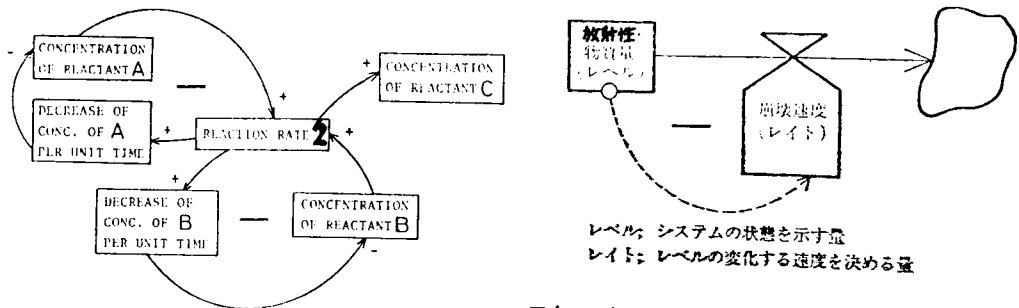 -
CONCENTRATION
OF REACTANT A
—
+
DECREASE OF
CONC. OF A
PER UNIT TIME
+
REACTION RATE 2
+
+
CONCENTRATION
OF REACTANT C
+
DECREASE OF
CONC. OF B
PER UNIT TIME
—
CONCENTRATION
OF REACTANT B
-
放射性
物質量
(レベル)
—
崩壊速度
(レイト)
レベル; システムの状態を示す量
レイト; レベルの変化する速度を決める量